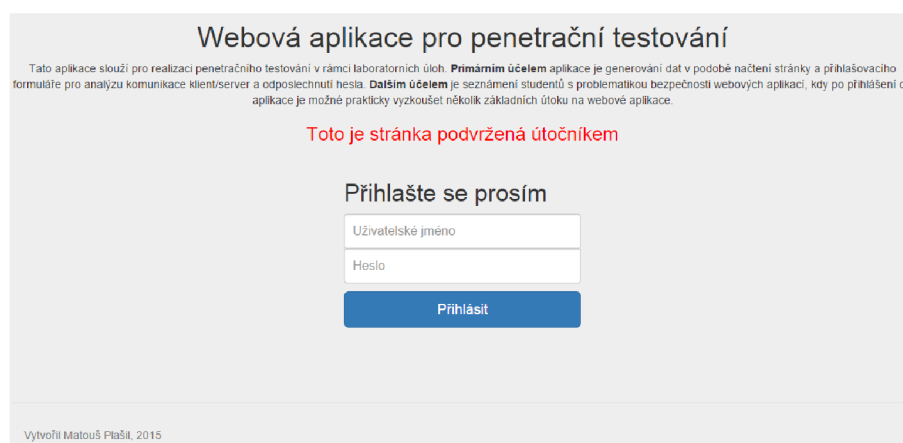 Webová aplikace pro penetrační testování
Tato aplikace slouží pro realizaci penetračního testování v rámci laboratorních úloh. Primárním účelem aplikace je generování dat v podobě načtení stránky a přihlašovacího
formuláře pro analýzu komunikace klient/server a odposlechnutí hesla. Dalším účelem je seznámení studentů s problematikou bezpečnosti webových aplikací, kdy po přihlášení d
aplikace je možné prakticky vyzkoušet několik základních útoku na webové aplikace.
Toto je stránka podvržená útočníkem
Přihlašte se prosím
Uživatelské jméno
Heslo
Přihlásit
Vytvořil Matouš Plašil, 2015